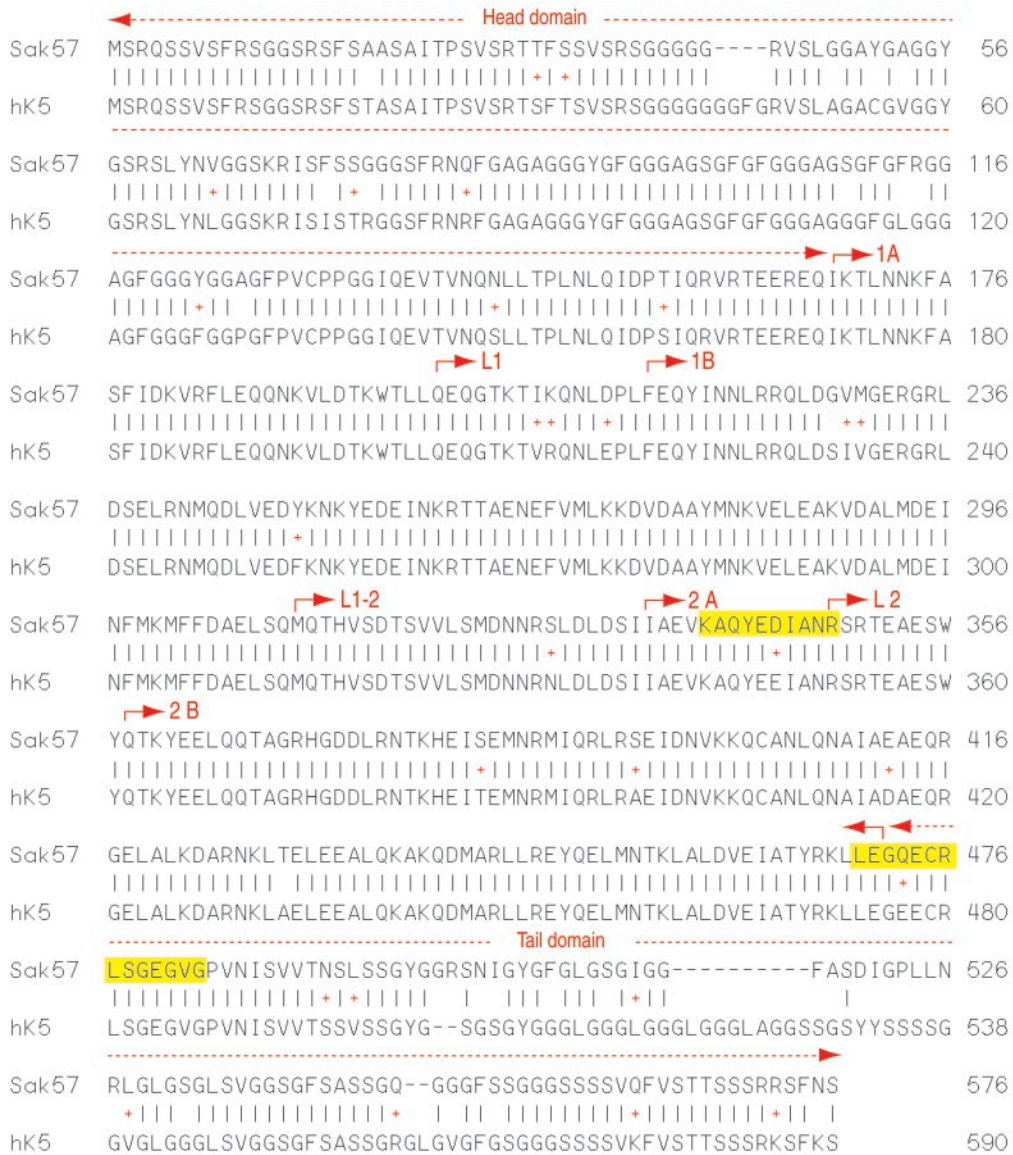 Head domain
Sak57 MSRQSSVSFRSGGSRSFSAASAITPSVSRTTFSSVSRSGGGGG----RVSLGGAYGAGGY 56
hK5 MSRQSSVSFRSGGSRSFSTASAITPSVSRTSFTSVSRSGGGGGGGFGRVSLAGACGVGGY 60
Sak57 GSRSLYNVGGSKRISFSSGGGSFRNQFGAGAGGGYGFGGGAGSGFGFGGGAGSGFGFRGG 116
hK5 GSRSLYNLGGSKRISISTRGGSFRNRFGAGAGGGYGFGGGAGSGFGFGGGAGGGFGLGGG 120
1A
Sak57 AGFGGGYGGAGFPVCPPGGIQEVTVNQNLLTPLNLQIDPTIQRVRTEEREQIKTLNNKFA 176
hK5 AGFGGGFGGPGFPVCPPGGIQEVTVNQSLLTPLNLQIDPSIQRVRTEEREQIKTLNNKFA 180
L1 1B
Sak57 SFIDKVRFLEQQNKVLDTKWTLLQEQGTKTIKQNLDPLFEQYINNLRRQLDGVMGERGRL 236
hK5 SFIDKVRFLEQQNKVLDTKWTLLQEQGTKTVRQNLEPLFEQYINNLRRQLDSIVGERGRL 240
Sak57 DSELRNMQDLVEDYKNKYEDEINKRTTAENEFVMLKKDVDAAYMNKVELEAKVDALMDEI 296
hK5 DSELRNMQDLVEDFKNKYEDEINKRTTAENEFVMLKKDVDAAYMNKVELEAKVDALMDEI 300
L1-2 2 A L 2
Sak57 NFMKMFFDAELSQMQTHVSDTSVVLSMDNNRSLDLDSIIAEVKAQYEDIANRSRTEAESW 356
hK5 NFMKMFFDAELSQMQTHVSDTSVVLSMDNNRNLDLDSIIAEVKAQYEEIANRSRTEAESW 360
2 B
Sak57 YQTKYEELQQTAGRHGDDLRNTKHEISEMNRMIQRLRSEIDNVKKQCANLQNAIAEAEQR 416
hK5 YQTKYEELQQTAGRHGDDLRNTKHEITEMNRMIQRLRAEIDNVKKQCANLQNAIADAEQR 420
Sak57 GELALKDARNKLTELEEALQKAKQDMARLLREYQELMNTKLALDVEIATYRKLLEGQECR 476
hK5 GELALKDARNKLAELEEALQKAKQDMARLLREYQELMNTKLALDVEIATYRKLLEGEECR 480
Tail domain
Sak57 LSGEGVGPVNISVVTNSLSSGYGGRSNIGYGFGLGSGIGG----------FASDIGPLLN 526
hK5 LSGEGVGPVNISVVTSSVSSGYG--SGSGYGGGLGGGLGGGLGGGLAGGSSGSYYSSSSG 538
Sak57 RLGLGSGLSVGGSGFSASSGQ--GGGFSSGGGSSSSVQFVSTTSSSRRSFNS 576
hK5 GVGLGGGLSVGGSGFSASSGRGLGVGFGSGGGSSSSVKFVSTTSSSRKSFKS 590